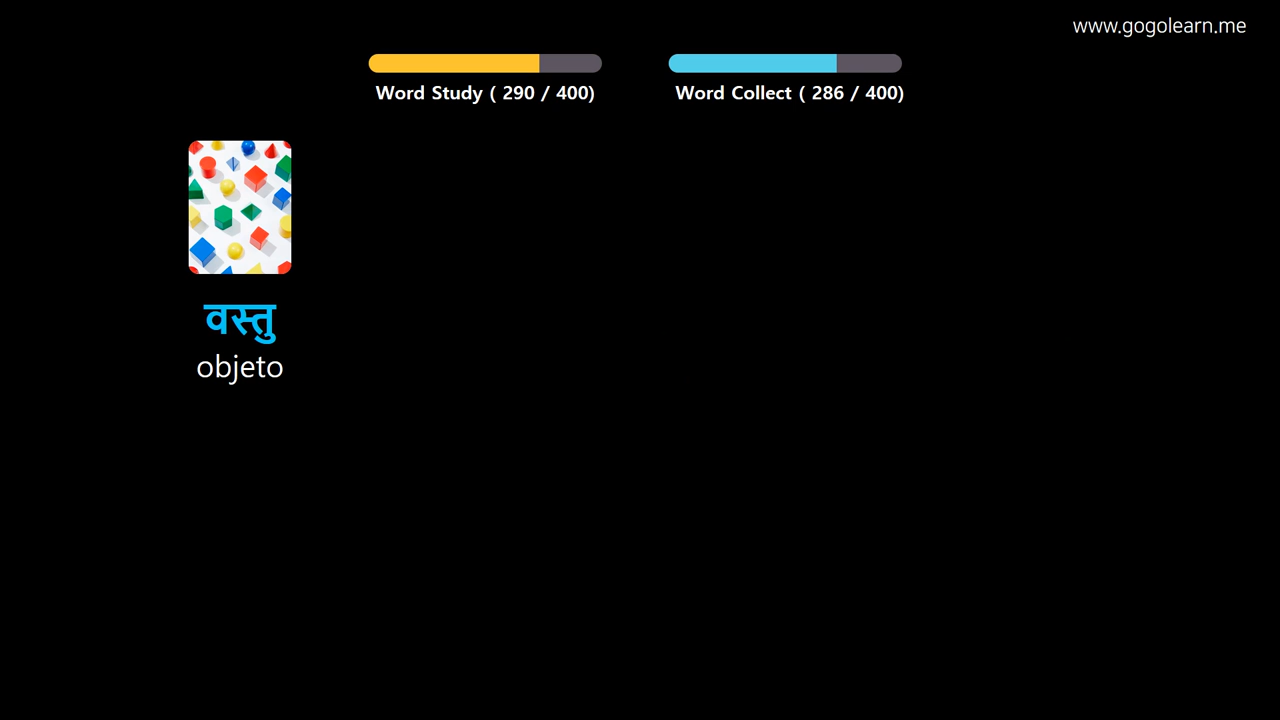 www.gogolearn.me
Word Study ( 290 / 400)
Word Collect ( 286 / 400)
वस्तु
objeto